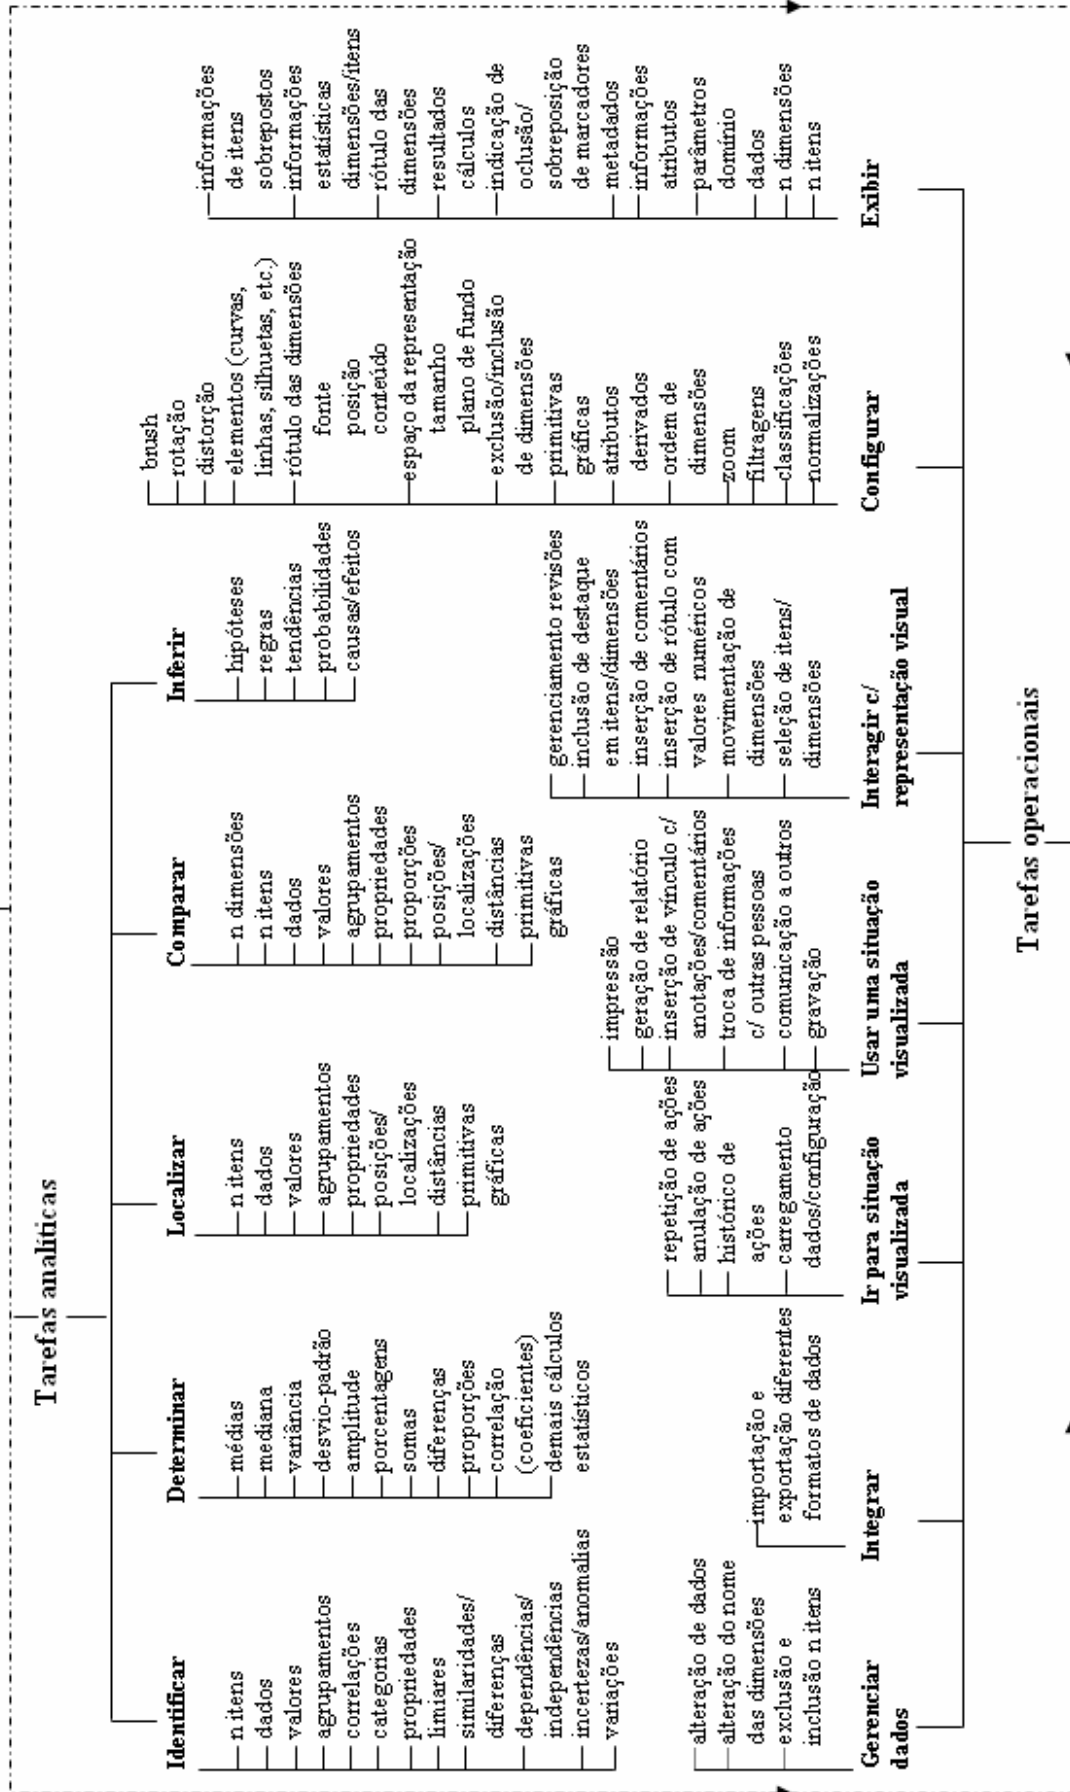 Tarefas analíticas
Identificar
n itens
dados
valores
agrupamentos
correlações
categorias
propriedades
limiares
similaridades/
diferenças
dependências/
independências
incertezas/anomalias
variações
Determinar
médias
mediana
variância
desvio-padrão
amplitude
porcentagens
somas
diferenças
proporções
correlação
(coeficientes)
demais cálculos
estatísticos
Localizar
n itens
dados
valores
agrupamentos
propriedades
posições/
localizações
distâncias
primitivas
gráficas
Comparar
n dimensões
n itens
dados
valores
agrupamentos
propriedades
proporções
posições/
localizações
distâncias
primitivas
gráficas
Inferir
hipóteses
regras
tendências
probabilidades
causas/efeitos
alteração de dados
alteração do nome
das dimensões
exclusão e
inclusão n itens
Gerenciar
dados
importação e
exportação diferentes
formatos de dados
Integrar
repetição de ações
anulação de ações
histórico de
ações
carregamento
dados/configuração
Ir para situação
visualizada
impressão
geração de relatório
inserção de vínculo c/
anotações/comentários
troca de informações
c/ outras pessoas
comunicação a outros
gravação
Usar uma situação
visualizada
gerenciamento revisões
inclusão de destaque
em itens/dimensões
inserção de comentários
inserção de rótulo com
valores numéricos
movimentação de
dimensões
seleção de itens/
dimensões
Interagir c/
representação visual
brush
rotação
distorção
elementos (curvas,
linhas, silhuetas, etc.)
rótulo das dimensões
fonte
posição
conteúdo
espaço da representação
tamanho
plano de fundo
exclusão/inclusão
de dimensões
primitivas
gráficas
atributos
derivados
ordem de
dimensões
zoom
filtragens
classificações
normalizações
Configurar
informações
de itens
sobrepostos
informações
estatísticas
dimensões/itens
rótulo das
dimensões
resultados
cálculos
indicação de
oclusão/
sobreposição
de marcadores
metadados
informações
atributos
parâmetros
domínio
dados
n dimensões
n itens
Exibir
Tarefas operacionais